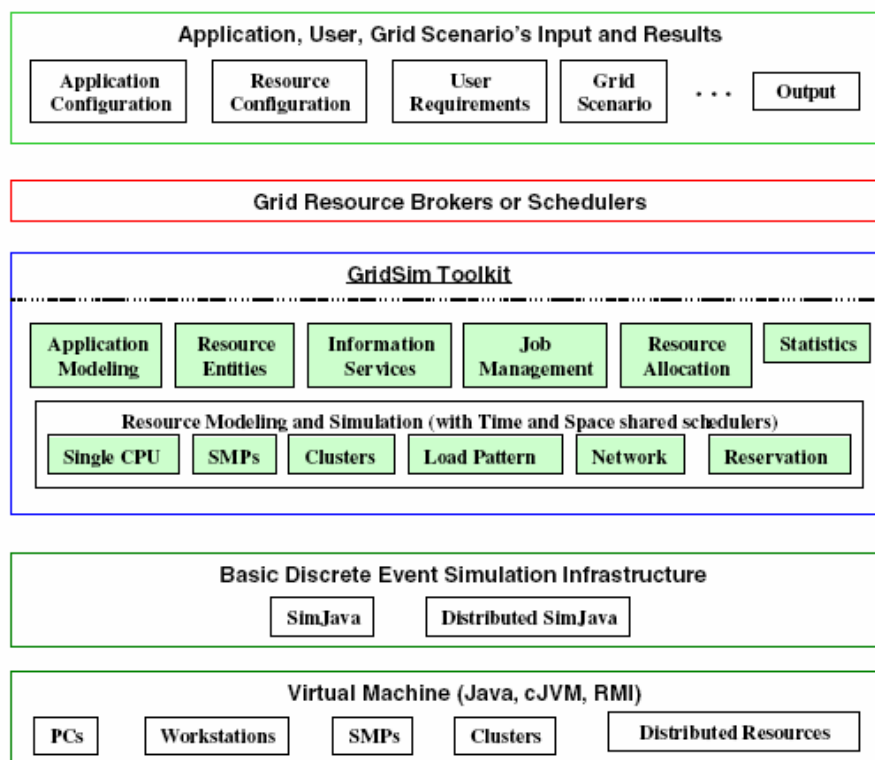 Application, User, Grid Scenario's Input and Results
Application
Configuration
Resource
Configuration
User
Requirements
Grid
Scenario
. . .
Output
Grid Resource Brokers or Schedulers
GridSim Toolkit
Application
Modeling
Resource
Entities
Information
Services
Job
Management
Resource
Allocation
Statistics
Resource Modeling and Simulation (with Time and Space shared schedulers)
Single CPU
SMPs
Clusters
Load Pattern
Network
Reservation
Basic Discrete Event Simulation Infrastructure
SimJava
Distributed SimJava
Virtual Machine (Java, cJVM, RMI)
PCs
Workstations
SMPs
Clusters
Distributed Resources